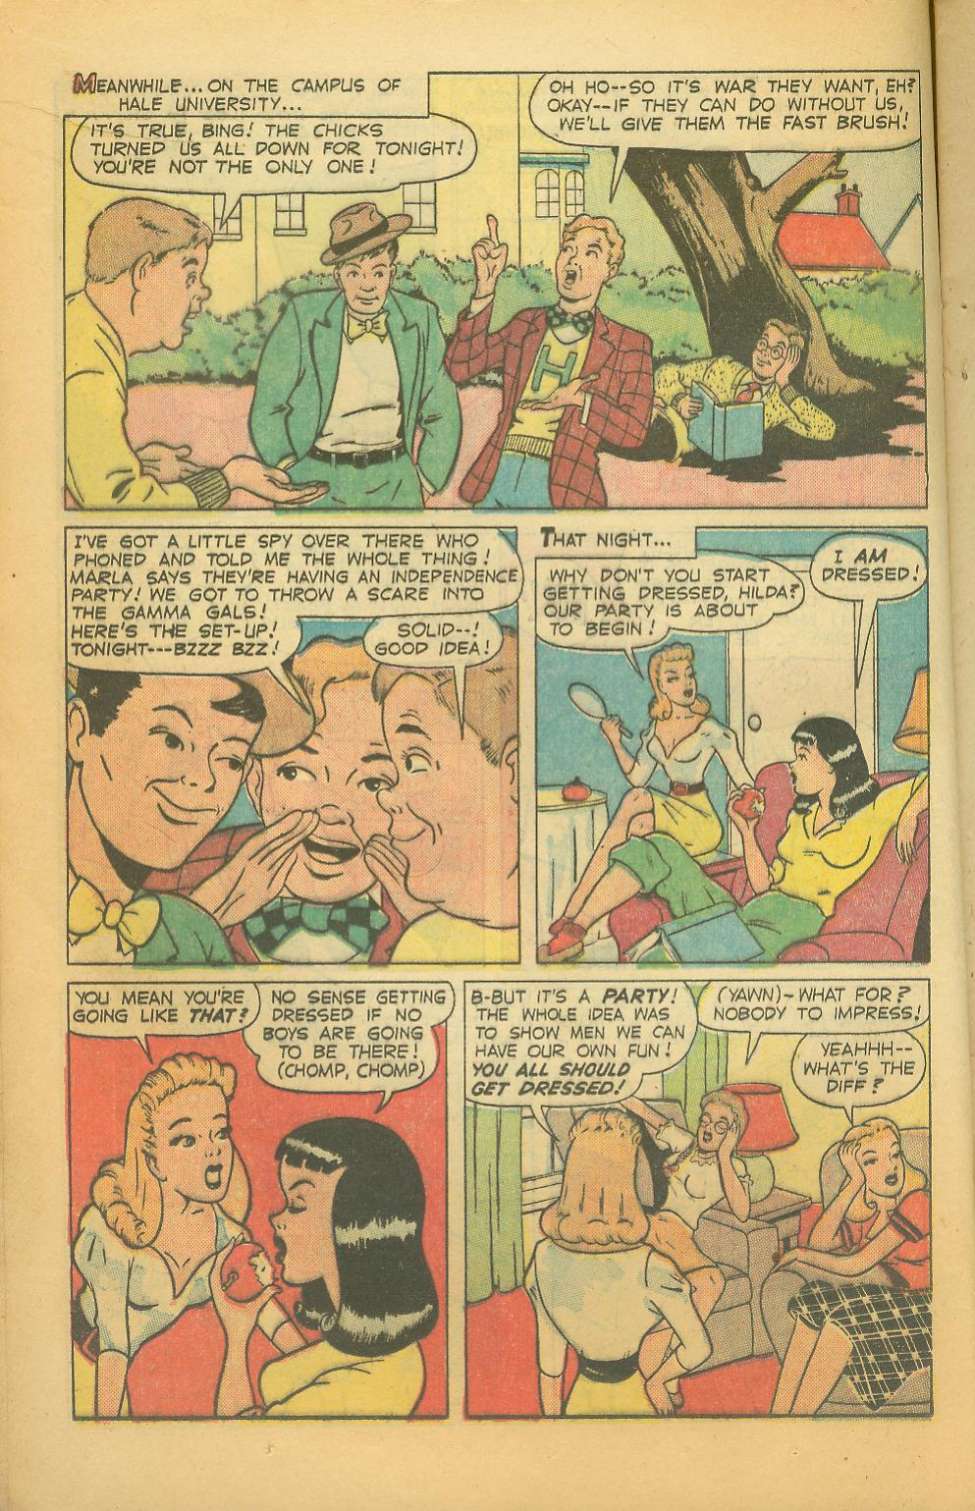 MEANWHILE...ON THE CAMPUS OF
HALE UNIVERSITY...
IT'S TRUE, BING! THE CHICKS
TURNED US ALL DOWN FOR TONIGHT!
YOU'RE NOT THE ONLY ONE!
OH HO--SO IT'S WAR THEY WANT, EH?
OKAY--IF THEY CAN DO WITHOUT US,
WE'LL GIVE THEM THE FAST BRUSH!
H
I'VE GOT A LITTLE SPY OVER THERE WHO
PHONED AND TOLD ME THE WHOLE THING!
MARLA SAYS THEY'RE HAVING AN INDEPENDENCE
PARTY! WE GOT TO THROW A SCARE INTO
THE GAMMA GALS!
HERE'S THE SET-UP!
TONIGHT---BZZZ BZZ!
SOLID--!
GOOD IDEA!
THAT NIGHT...
WHY DON'T YOU START
GETTING DRESSED, HILDA?
OUR PARTY IS ABOUT
TO BEGIN!
I AM
DRESSED!
YOU MEAN YOU'RE
GOING LIKE THAT?
NO SENSE GETTING
DRESSED IF NO
BOYS ARE GOING
TO BE THERE!
(CHOMP, CHOMP)
B-BUT IT'S A PARTY!
THE WHOLE IDEA WAS
TO SHOW MEN WE CAN
HAVE OUR OWN FUN!
YOU ALL SHOULD
GET DRESSED!
(YAWN)-WHAT FOR?
NOBODY TO IMPRESS!
YEAHHH--
WHAT'S THE
DIFF?